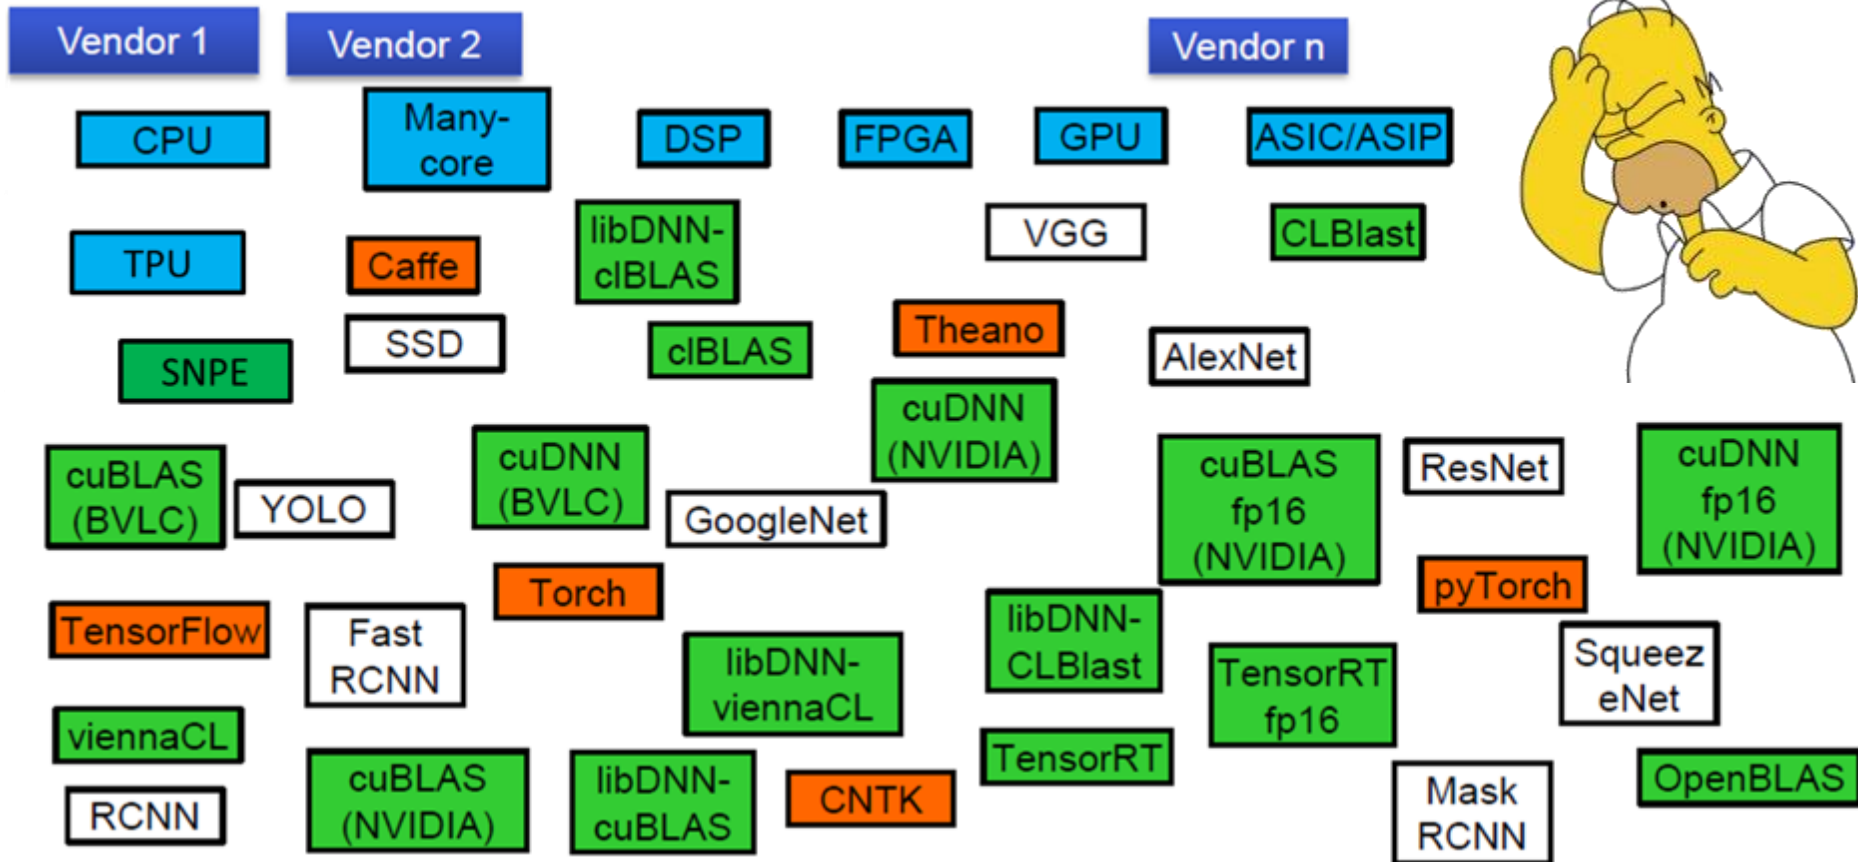 Vendor 1
Vendor 2
Vendor n
CPU
Many-
core
DSP
FPGA
GPU
ASIC/ASIP
TPU
Caffe
libDNN-
clBLAS
VGG
CLBlast
SNPE
SSD
clBLAS
Theano
AlexNet
cuBLAS
(BVLC)
YOLO
cuDNN
(BVLC)
GoogleNet
cuDNN
(NVIDIA)
cuBLAS
fp16
(NVIDIA)
ResNet
cuDNN
fp16
(NVIDIA)
TensorFlow
Fast
RCNN
Torch
libDNN-
viennaCL
libDNN-
CLBlast
TensorRT
fp16
pyTorch
Squeez
eNet
viennaCL
RCNN
cuBLAS
(NVIDIA)
libDNN-
cuBLAS
CNTK
TensorRT
Mask
RCNN
OpenBLAS